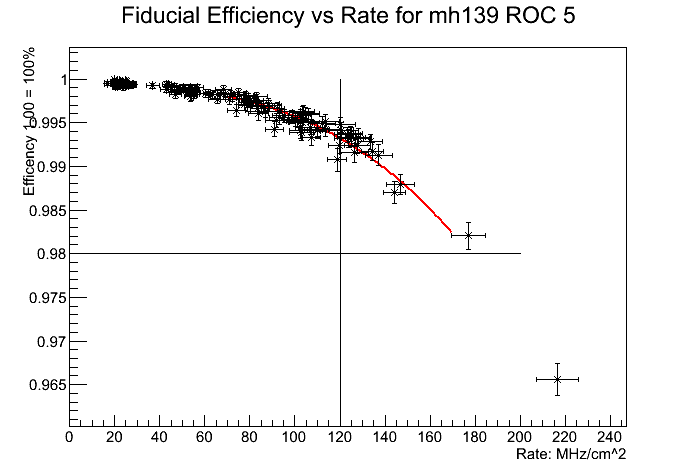 Fiducial Efficiency vs Rate for mh139 ROC 5
Efficency 1.00 = 100%
1
0.995
0.99
0.985
0.98
0.975
0.97
0.965
0 20 40 60 80 100 120 140 160 180 200 220 240
Rate: MHz/cm^2